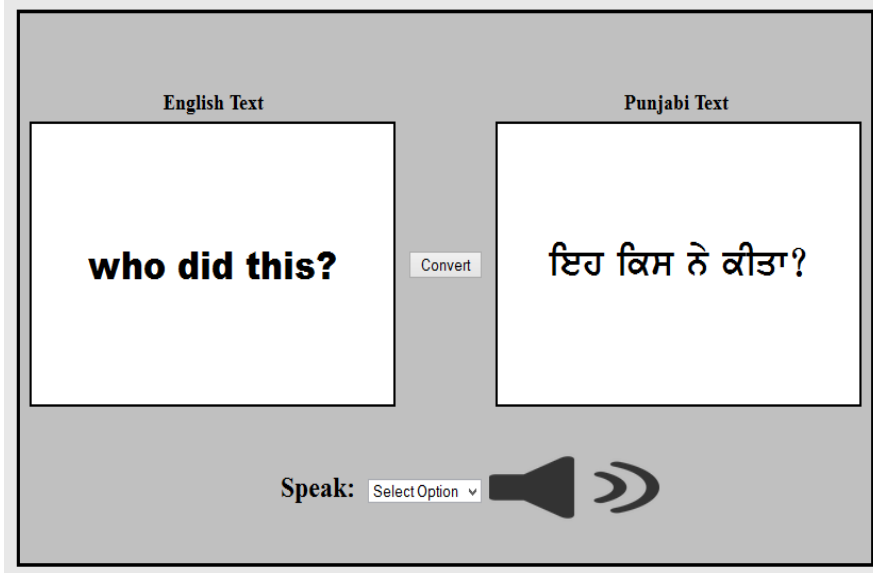 English Text
Punjabi Text
who did this?
Convert
ਇਹ ਕਿਸ ਨੇ ਕੀਤਾ?
Speak:
Select Option